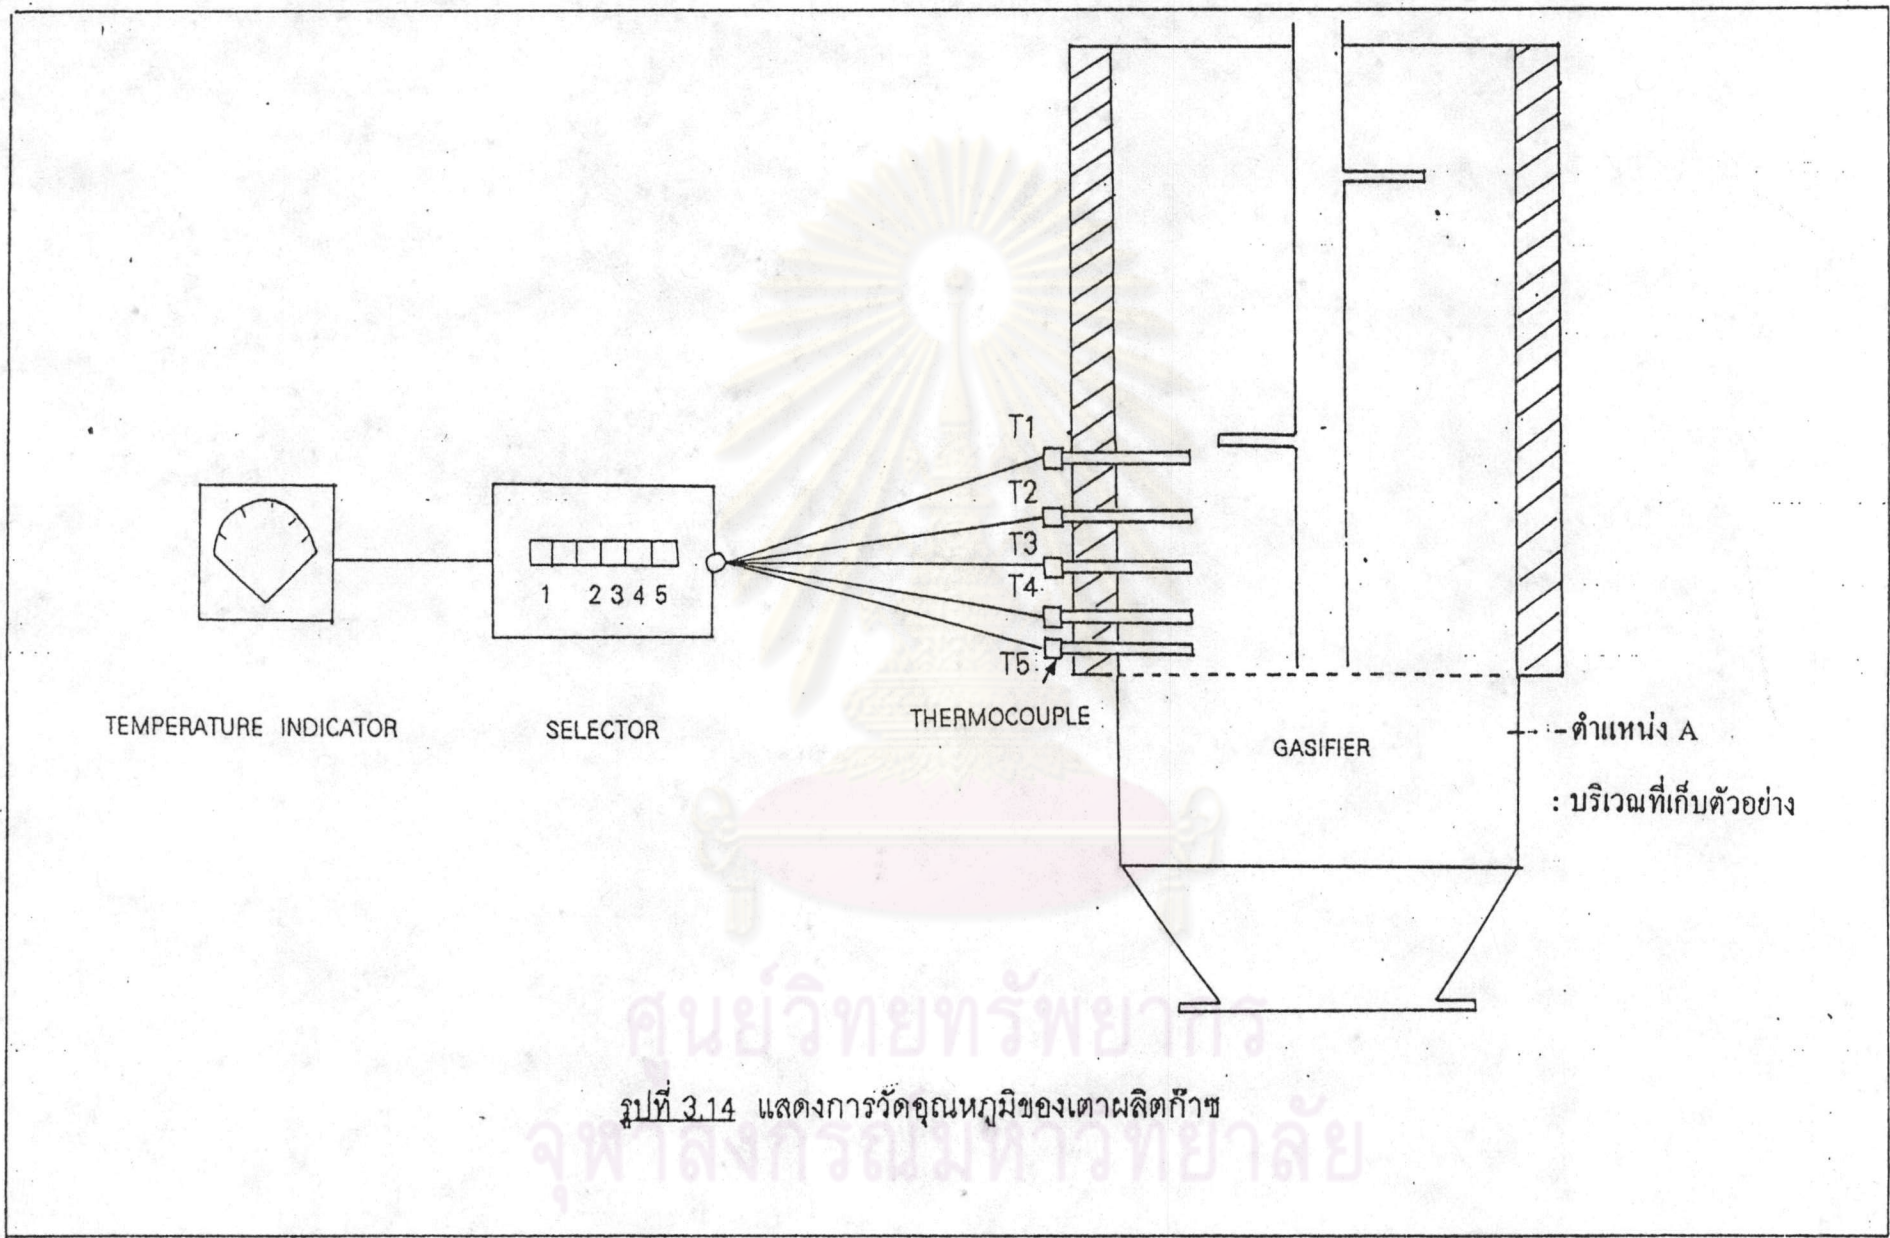 T1
T2
T3
T4
T5
1 2 3 4 5
TEMPERATURE INDICATOR
SELECTOR
THERMOCOUPLE
GASIFIER
ตำแหน่ง A
: บริเวณที่เก็บตัวอย่าง
ศูนย์วิทยทรัพยากร
รูปที่ 3.14 แสดงการวัดอุณหภูมิของเตาผลิตก๊าซ
จุฬาลงกรณ์มหาวิทยาลัย